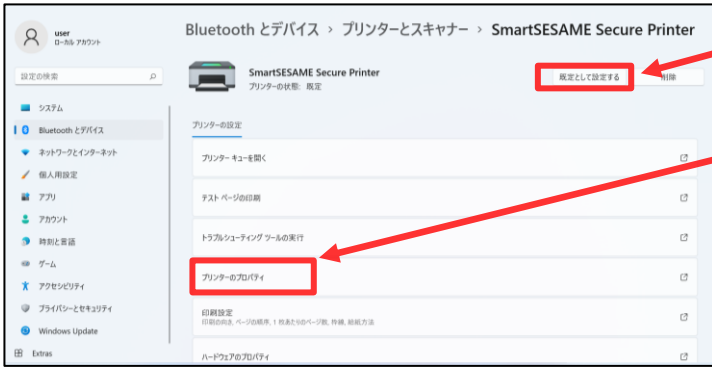 user
ローカル アカウント
設定の検索
システム
Bluetooth とデバイス
ネットワークとインターネット
個人用設定
アプリ
アカウント
時刻と言語
ゲーム
アクセシビリティ
プライバシーとセキュリティ
Windows Update
Extras
Bluetooth とデバイス › プリンターとスキャナー › SmartSESAME Secure Printer
SmartSESAME Secure Printer
プリンターの状態: 既定
既定として設定する
削除
プリンターの設定
プリンター キューを開く
テスト ページの印刷
トラブルシューティング ツールの実行
プリンターのプロパティ
印刷設定
印刷の向き, ページの順序, 1 枚あたりのページ数, 枠線, 給紙方法
ハードウェアのプロパティ